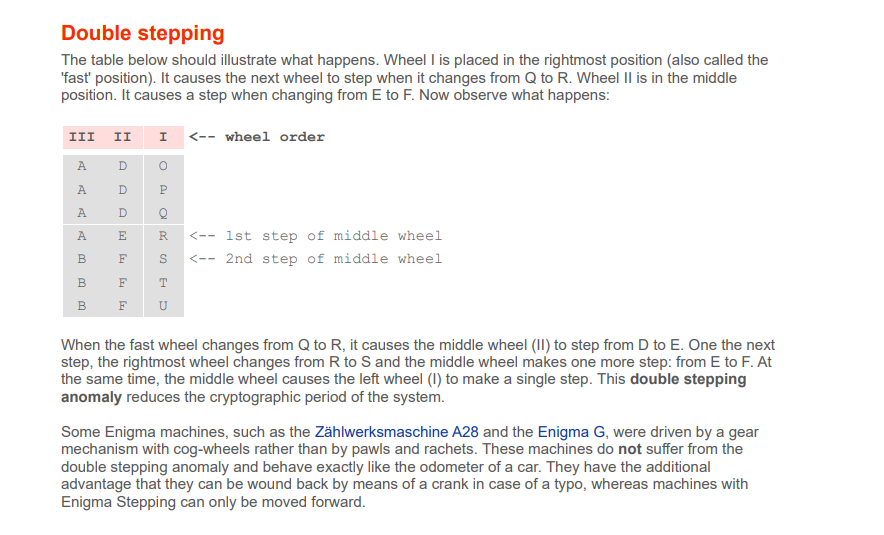 Double stepping
The table below should illustrate what happens. Wheel I is placed in the rightmost position (also called the
'fast' position). It causes the next wheel to step when it changes from Q to R. Wheel II is in the middle
position. It causes a step when changing from E to F. Now observe what happens:
III II I <-- wheel order
A D O
A D P
A D Q
A E R <-- 1st step of middle wheel
B F S <-- 2nd step of middle wheel
B F T
B F U
When the fast wheel changes from Q to R, it causes the middle wheel (II) to step from D to E. One the next
step, the rightmost wheel changes from R to S and the middle wheel makes one more step: from E to F. At
the same time, the middle wheel causes the left wheel (I) to make a single step. This double stepping
anomaly reduces the cryptographic period of the system.
Some Enigma machines, such as the Zählwerksmaschine A28 and the Enigma G, were driven by a gear
mechanism with cog-wheels rather than by pawls and rachets. These machines do not suffer from the
double stepping anomaly and behave exactly like the odometer of a car. They have the additional
advantage that they can be wound back by means of a crank in case of a typo, whereas machines with
Enigma Stepping can only be moved forward.